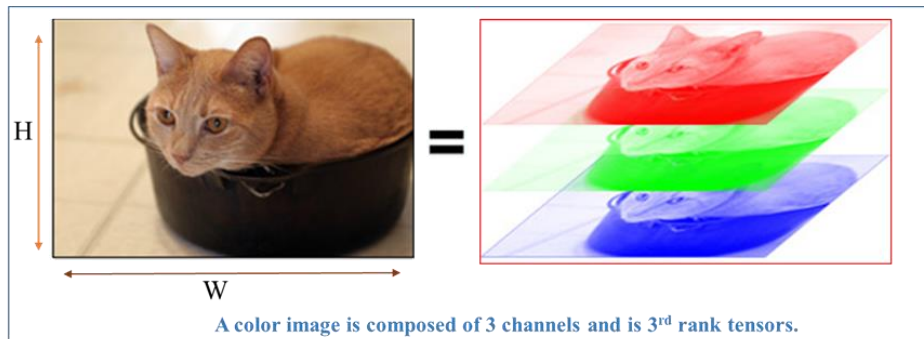 H
=
W
A color image is composed of 3 channels and is 3rd rank tensors.